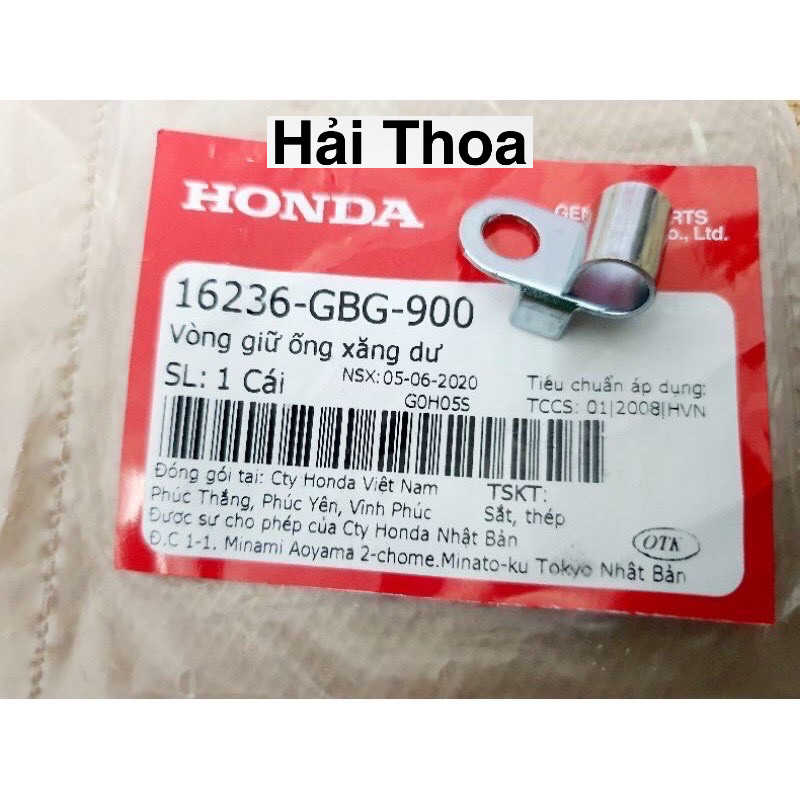 Hải Thoa
HONDA
RTS
o., Ltd.
16236-GBG-900
Vòng giữ ống xăng dư
SL: 1 Cái
NSX: 05-06-2020
G0H05S
Tiêu chuẩn áp dụng:
TCCS: 01|2008|HVN
Đóng gói tại: Cty Honda Việt Nam
Phúc Thắng, Phúc Yên, Vĩnh Phúc
TSKT:
Sắt, thép
Được sự cho phép của Cty Honda Nhật Bản
Đ.C 1-1. Minami Aoyama 2-chome.Minato-ku Tokyo Nhật Bản
OTK